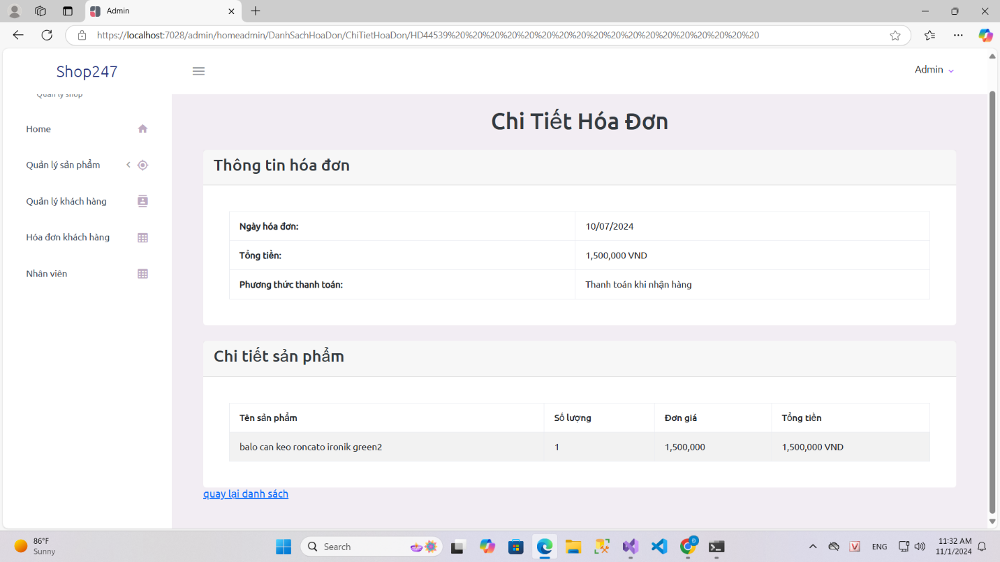 Admin
https://localhost:7028/admin/homeadmin/DanhSachHoaDon/ChiTietHoaDon/HD44539%20%20%20%20%20%20%20%20%20%20%20%20%20%20%20%20%20%20%20
Shop247
Admin
Quản lý shop
Home
Quản lý sản phẩm
Quản lý khách hàng
Hóa đơn khách hàng
Nhân viên
Chi Tiết Hóa Đơn
Thông tin hóa đơn
Ngày hóa đơn: 10/07/2024
Tổng tiền: 1,500,000 VND
Phương thức thanh toán: Thanh toán khi nhận hàng
Chi tiết sản phẩm
Tên sản phẩm Số lượng Đơn giá Tổng tiền
balo can keo roncato ironik green2 1 1,500,000 1,500,000 VND
quay lại danh sách
86°F
Sunny
Search
Đ
V
ENG
11:32 AM
11/1/2024